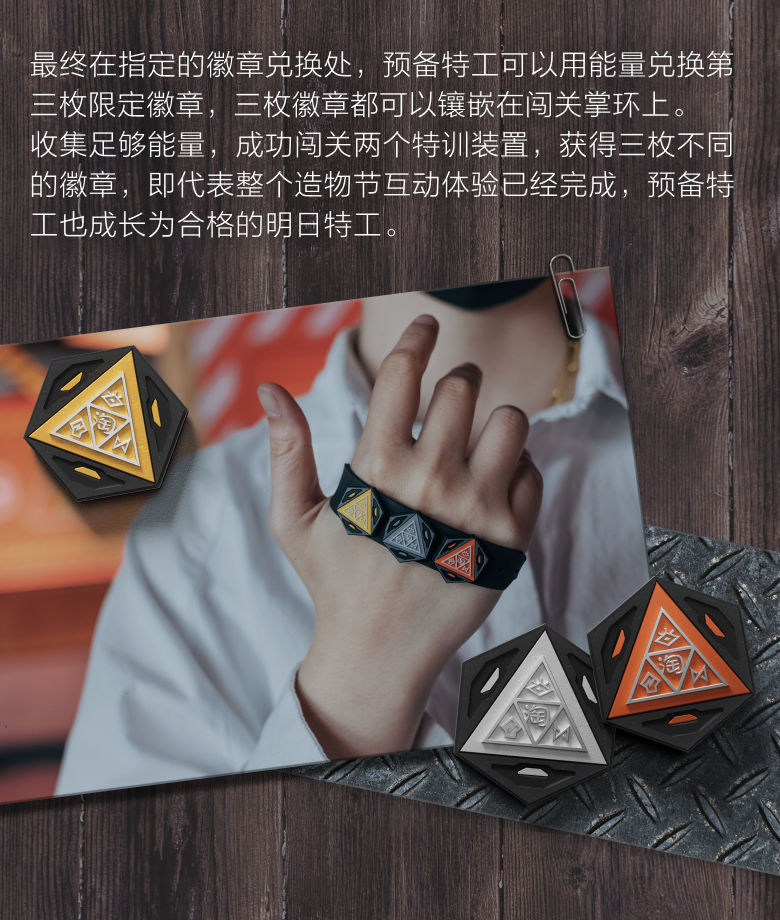 最终在指定的徽章兑换处，预备特工可以用能量兑换第
三枚限定徽章，三枚徽章都可以镶嵌在闯关掌环上。
收集足够能量，成功闯关两个特训装置，获得三枚不同
的徽章，即代表整个造物节互动体验已经完成，预备特
工也成长为合格的明日特工。
淘
淘
淘